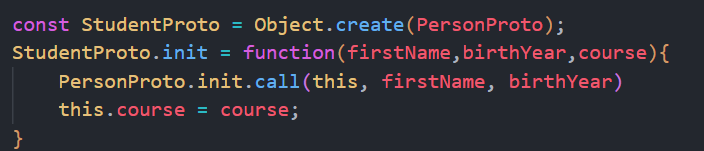 const StudentProto = Object.create(PersonProto);
StudentProto.init = function(firstName,birthYear,course){
    PersonProto.init.call(this, firstName, birthYear)
    this.course = course;
}